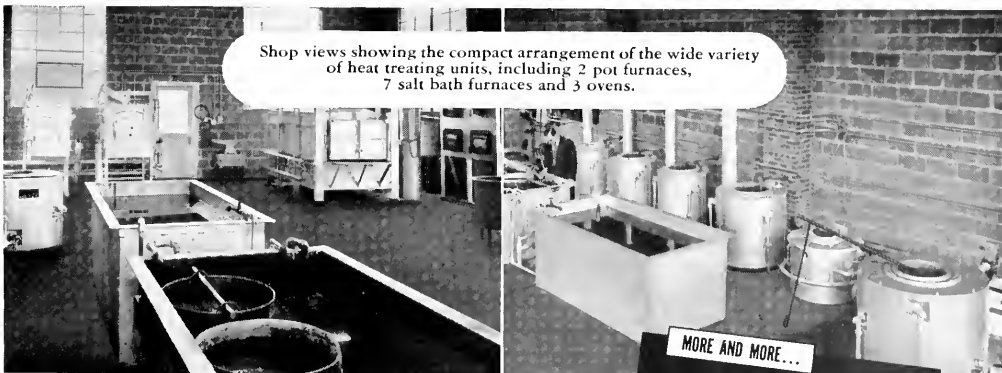 Shop views showing the compact arrangement of the wide variety
of heat treating units, including 2 pot furnaces,
7 salt bath furnaces and 3 ovens.
MORE AND MORE...